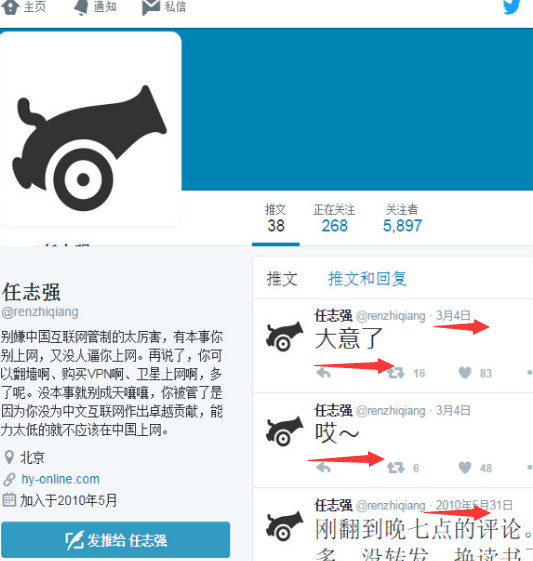 主页 通知 私信
推文 正在关注 关注者
38 268 5,897
任志强
@renzhiqiang
别嫌中国互联网管制的太厉害，有本事你
别上网，又没人逼你上网。再说了，你可
以翻墙啊、购买VPN啊、卫星上网啊，多
了呢。没本事就别成天嚷嚷，你被管了是
因为你没为中文互联网作出卓越贡献，能
力太低的就不应该在中国上网。
北京
hy-online.com
加入于2010年5月
发推给 任志强
推文 推文和回复
任志强 @renzhiqiang · 3月4日
大意了
16 83
任志强 @renzhiqiang · 3月4日
哎～
6 48
任志强 @renzhiqiang · 2010年5月31日
刚翻到晚七点的评论。
多，没转发，换读书了